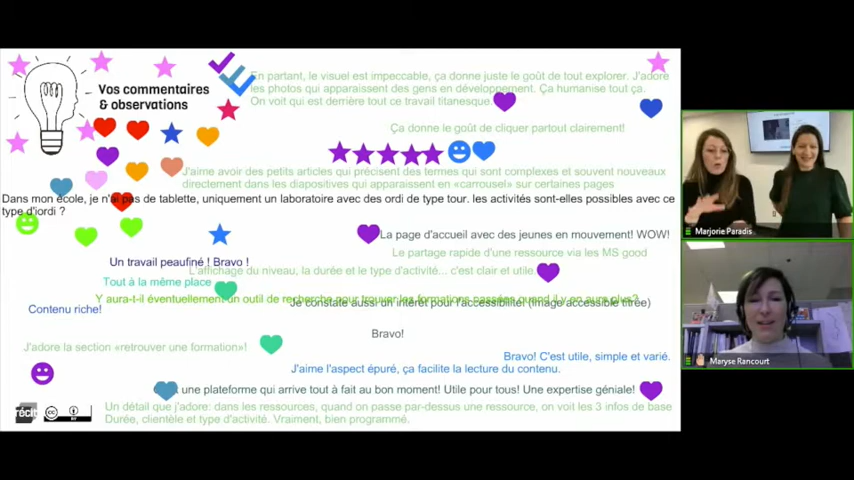 En partant, le visuel est impeccable, ça donne juste le goût de tout explorer. J'adore
les photos qui apparaissent des gens en développement. Ça humanise tout ça.
On voit qui est derrière tout ce travail titanesque.
Vos commentaires
& observations
Ça donne le goût de cliquer partout clairement!
J'aime avoir des petits articles qui précisent des termes qui sont complexes et souvent nouveaux
directement dans les diapositives qui apparaissent en «carrousel» sur certaines pages
Dans mon école, je n'ai pas de tablette, uniquement un laboratoire avec des ordi de type tour. les activités sont-elles possibles avec ce
type d'iordi ?
La page d'accueil avec des jeunes en mouvement! WOW!
Le partage rapide d'une ressource via les MS good
Un travail peaufiné ! Bravo !
L'affichage du niveau, la durée et le type d'activité... c'est clair et utile.
Tout à la même place
Y aura-t-il éventuellement un outil de recherche pour trouver les formations passées quand il y en aura plus?
Je constate aussi un intérêt pour l'accessibilité! (Image accessible titrée)
Contenu riche!
Bravo!
J'adore la section «retrouver une formation»!
Bravo! C'est utile, simple et varié.
J'aime l'aspect épuré, ça facilite la lecture du contenu.
une plateforme qui arrive tout à fait au bon moment! Utile pour tous! Une expertise géniale!
Un détail que j'adore: dans les ressources, quand on passe par-dessus une ressource, on voit les 3 infos de base
Durée, clientèle et type d'activité. Vraiment, bien programmé.
récit
cc
BY
Marjorie Paradis
Maryse Rancourt